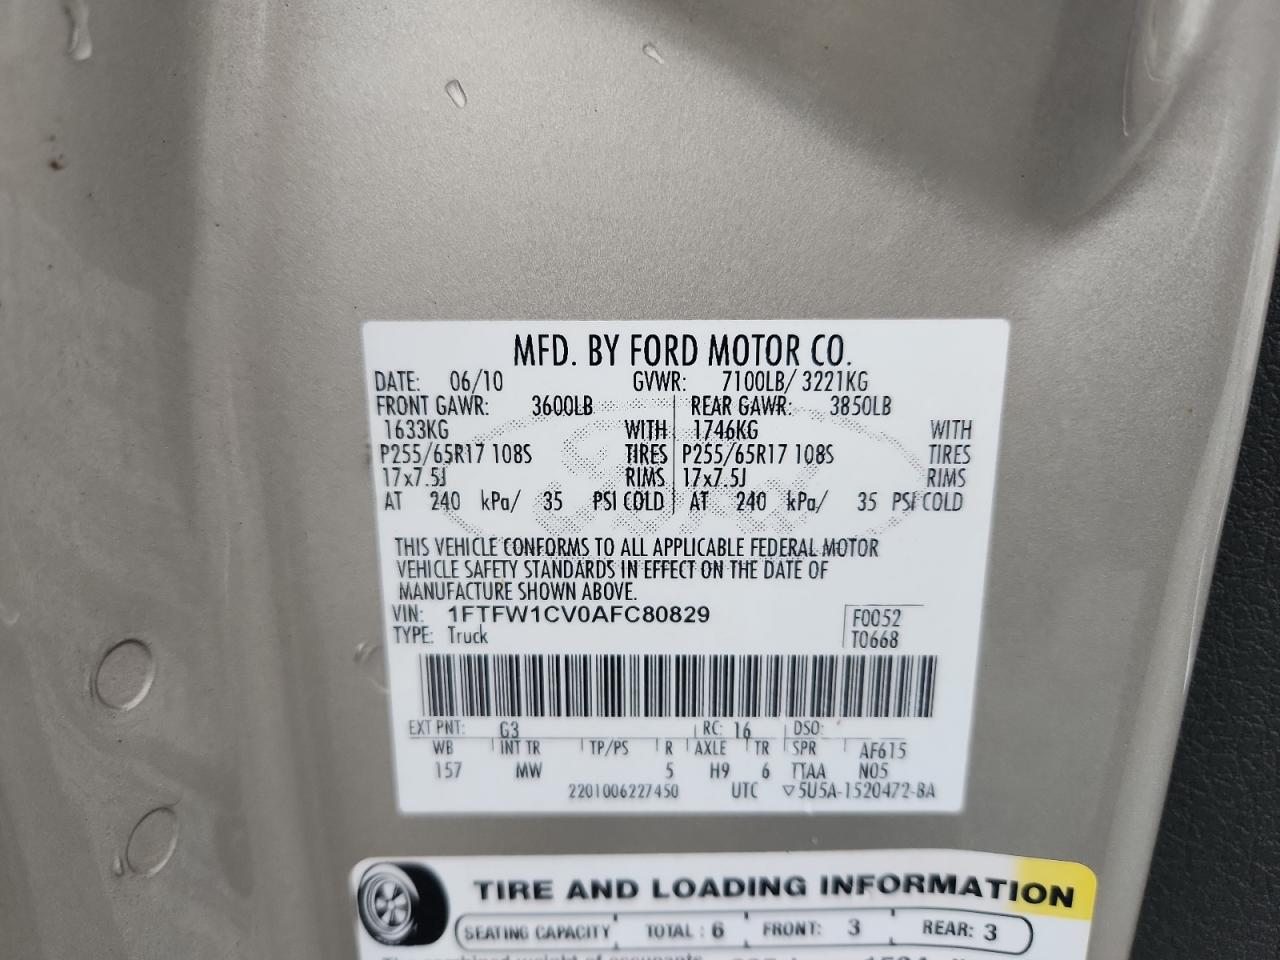 MFD. BY FORD MOTOR CO.
DATE: 06/10 GVWR: 7100LB/ 3221KG
FRONT GAWR: 3600LB REAR GAWR: 3850LB
1633KG WITH 1746KG WITH
P255/65R17 108S TIRES P255/65R17 108S TIRES
17x7.5J RIMS 17x7.5J RIMS
AT 240 kPa/ 35 PSI COLD AT 240 kPa/ 35 PSI COLD
THIS VEHICLE CONFORMS TO ALL APPLICABLE FEDERAL MOTOR
VEHICLE SAFETY STANDARDS IN EFFECT ON THE DATE OF
MANUFACTURE SHOWN ABOVE.
VIN: 1FTFW1CV0AFC80829 F0052
TYPE: Truck T0668
EXT PNT: G3 RC: 16 DSO:
WB INT TR TP/PS R AXLE TR SPR AF615
157 MW 5 H9 6 TTAA N05
2201006227450 UTC ▽5U5A-1520472-BA
TIRE AND LOADING INFORMATION
SEATING CAPACITY TOTAL : 6 FRONT: 3 REAR: 3